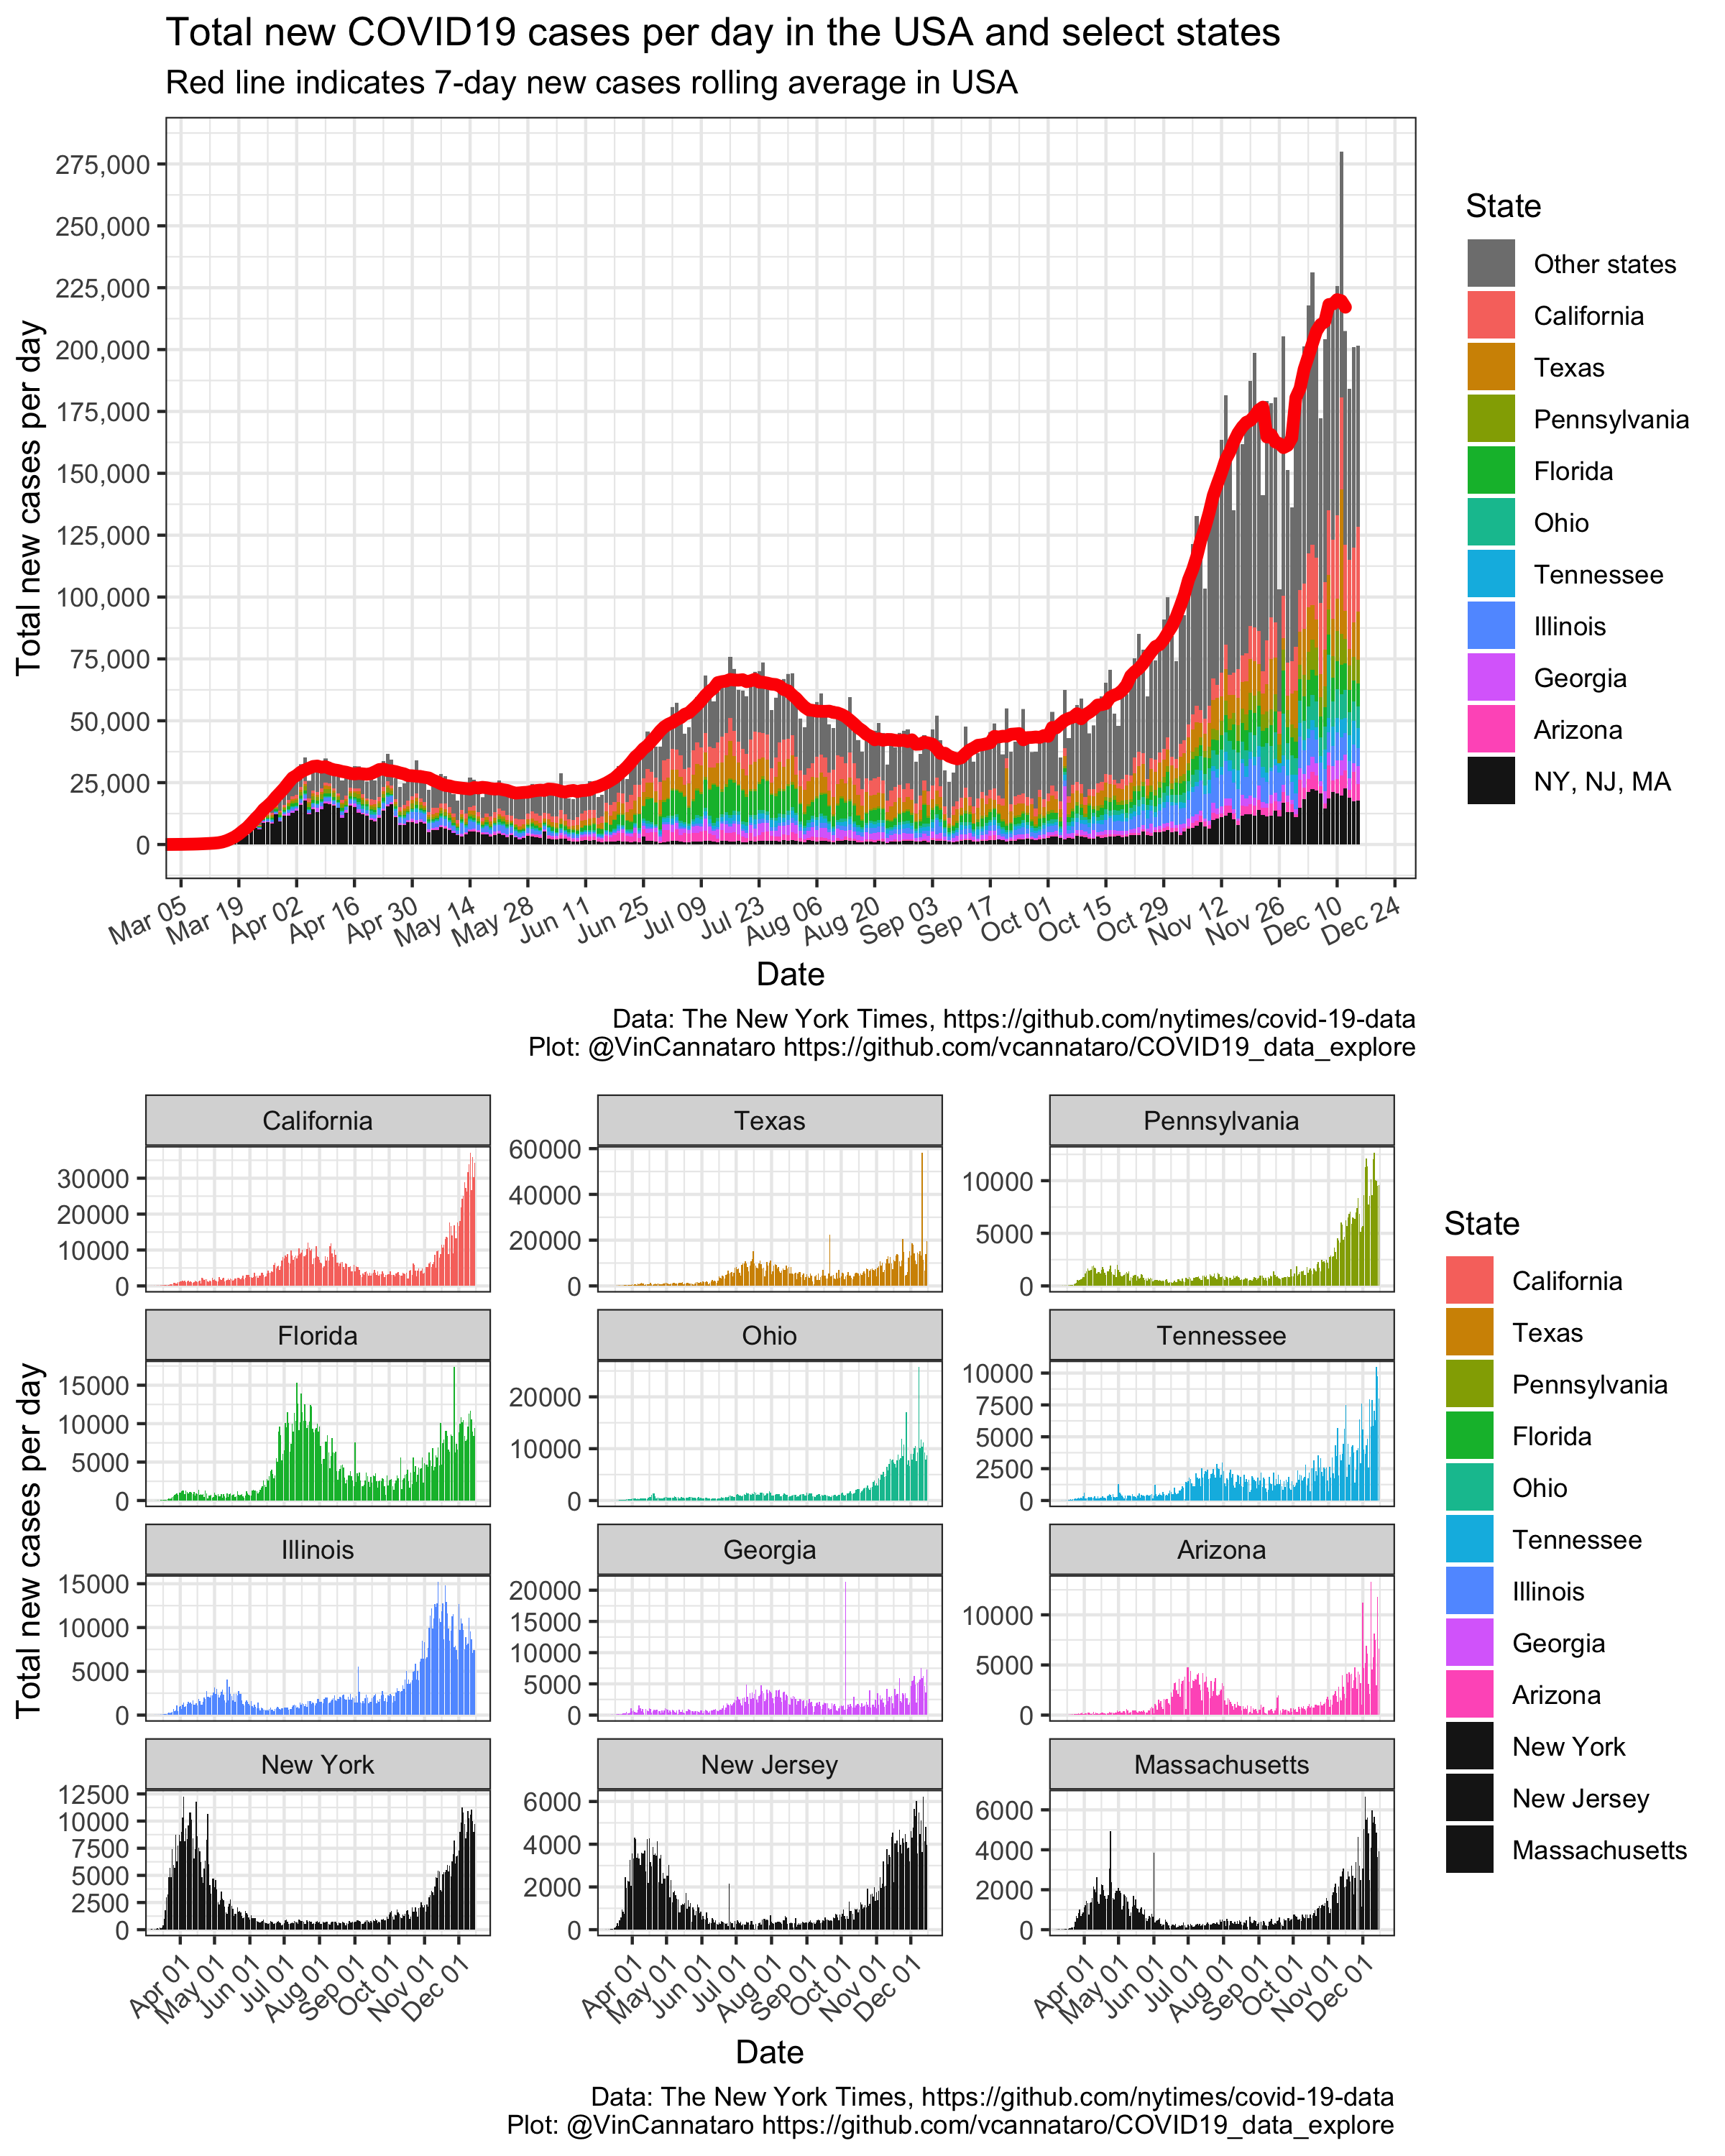 Total new COVID19 cases per day in the USA and select states
Red line indicates 7-day new cases rolling average in USA
Total new cases per day
275,000
250,000
225,000
200,000
175,000
150,000
125,000
100,000
75,000
50,000
25,000
0
Mar 05
Mar 19
Apr 02
Apr 16
Apr 30
May 14
May 28
Jun 11
Jun 25
Jul 09
Jul 23
Aug 06
Aug 20
Sep 03
Sep 17
Oct 01
Oct 15
Oct 29
Nov 12
Nov 26
Dec 10
Dec 24
Date
State
Other states
California
Texas
Pennsylvania
Florida
Ohio
Tennessee
Illinois
Georgia
Arizona
NY, NJ, MA
Data: The New York Times, https://github.com/nytimes/covid-19-data
Plot: @VinCannataro https://github.com/vcannataro/COVID19_data_explore
Total new cases per day
California
30000
20000
10000
0
Texas
60000
40000
20000
0
Pennsylvania
10000
5000
0
Florida
15000
10000
5000
0
Ohio
20000
10000
0
Tennessee
10000
7500
5000
2500
0
Illinois
15000
10000
5000
0
Georgia
20000
15000
10000
5000
0
Arizona
10000
5000
0
New York
12500
10000
7500
5000
2500
0
New Jersey
6000
4000
2000
0
Massachusetts
6000
4000
2000
0
Apr 01
May 01
Jun 01
Jul 01
Aug 01
Sep 01
Oct 01
Nov 01
Dec 01
Apr 01
May 01
Jun 01
Jul 01
Aug 01
Sep 01
Oct 01
Nov 01
Dec 01
Apr 01
May 01
Jun 01
Jul 01
Aug 01
Sep 01
Oct 01
Nov 01
Dec 01
Date
State
California
Texas
Pennsylvania
Florida
Ohio
Tennessee
Illinois
Georgia
Arizona
New York
New Jersey
Massachusetts
Data: The New York Times, https://github.com/nytimes/covid-19-data
Plot: @VinCannataro https://github.com/vcannataro/COVID19_data_explore